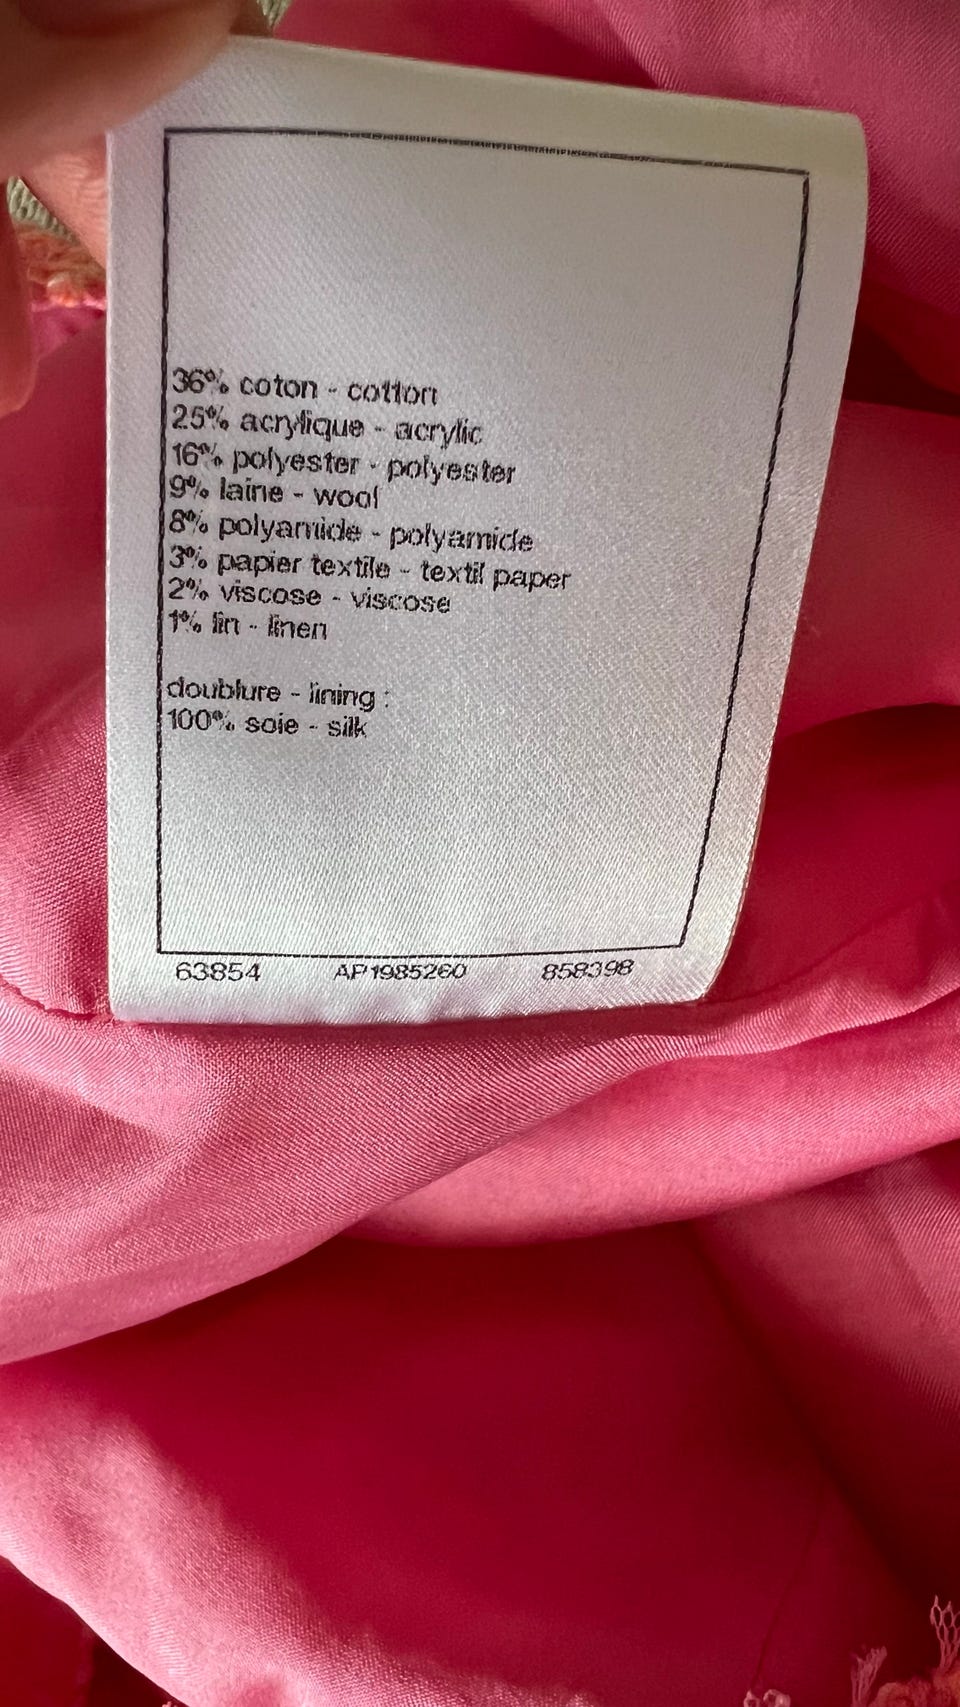 36% coton - cotton
25% acrylique - acrylic
16% polyester - polyester
9% laine - wool
8% polyamide - polyamide
3% papier textile - textil paper
2% viscose - viscose
1% lin - linen
doublure - lining :
100% soie - silk
63854 AP1985260 858398